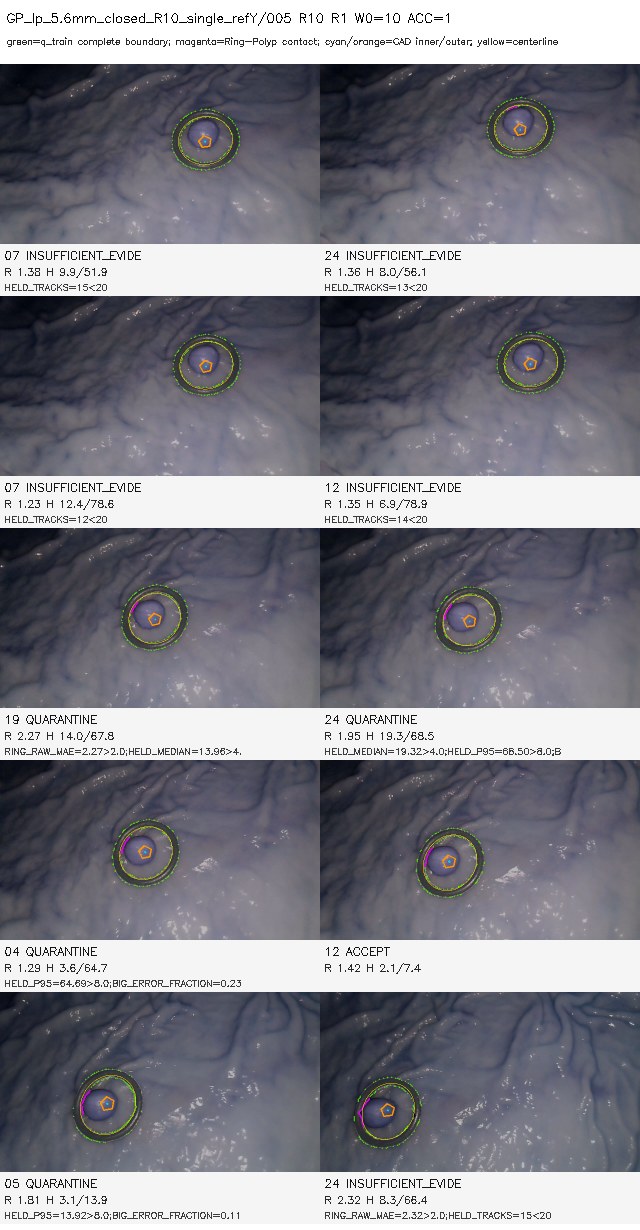 GP_Ip_5.6mm_closed_R10_single_refY/005 R10 R1 W0=10 ACC=1
green=q_train complete boundary; magenta=Ring-Polyp contact; cyan/orange=CAD inner/outer; yellow=centerline
07 INSUFFICIENT_EVIDE
R 1.38 H 9.9/51.9
HELD_TRACKS=15<20
24 INSUFFICIENT_EVIDE
R 1.36 H 8.0/56.1
HELD_TRACKS=13<20
07 INSUFFICIENT_EVIDE
R 1.23 H 12.4/78.6
HELD_TRACKS=12<20
12 INSUFFICIENT_EVIDE
R 1.35 H 6.9/78.9
HELD_TRACKS=14<20
19 QUARANTINE
R 2.27 H 14.0/67.8
RING_RAW_MAE=2.27>2.0;HELD_MEDIAN=13.96>4.
24 QUARANTINE
R 1.95 H 19.3/68.5
HELD_MEDIAN=19.32>4.0;HELD_P95=68.50>8.0;B
04 QUARANTINE
R 1.29 H 3.6/64.7
HELD_P95=64.69>8.0;BIG_ERROR_FRACTION=0.23
12 ACCEPT
R 1.42 H 2.1/7.4
05 QUARANTINE
R 1.81 H 3.1/13.9
HELD_P95=13.92>8.0;BIG_ERROR_FRACTION=0.11
24 INSUFFICIENT_EVIDE
R 2.32 H 8.3/66.4
RING_RAW_MAE=2.32>2.0;HELD_TRACKS=15<20